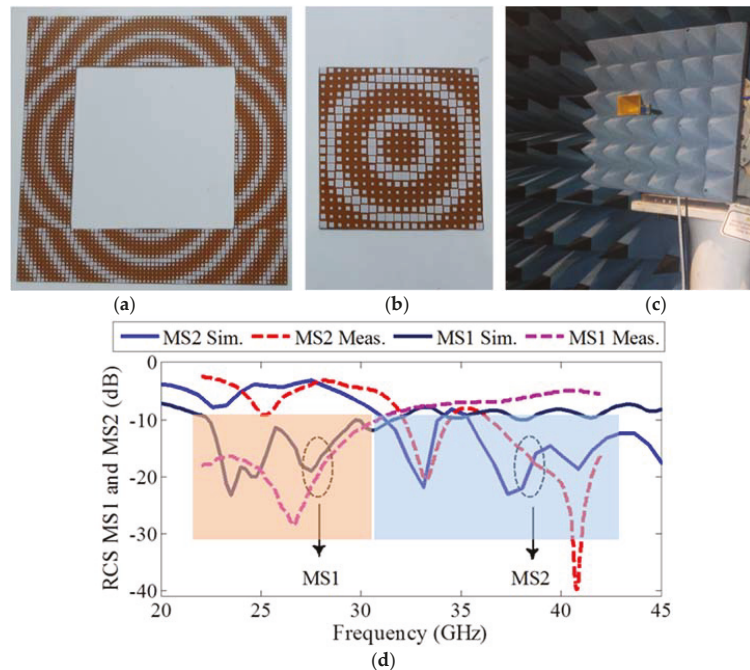 (a)
(b)
(c)
MS2 Sim. MS2 Meas. MS1 Sim. MS1 Meas.
RCS MS1 and MS2 (dB)
0
-10
-20
-30
-40
MS1
MS2
20 25 30 35 40 45
Frequency (GHz)
(d)